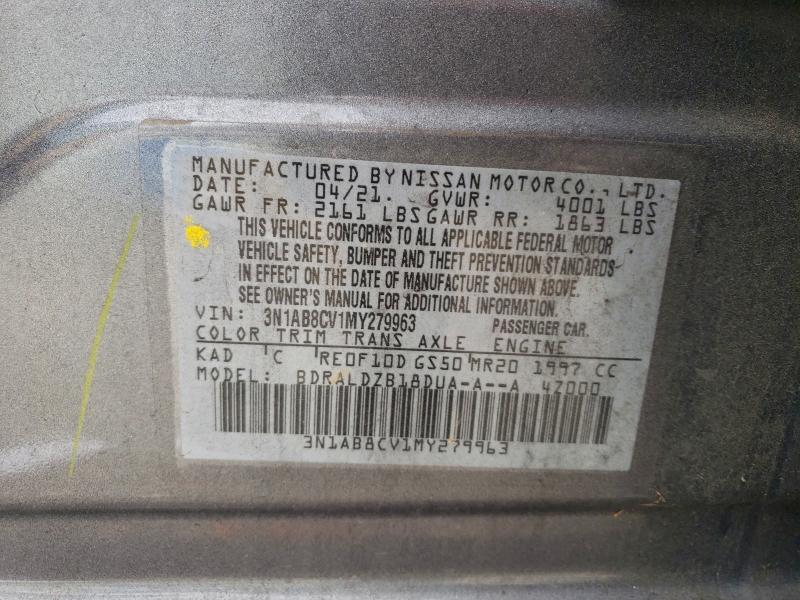 MANUFACTURED BY NISSAN MOTOR CO., LTD.
DATE: 04/21. GVWR: 4001 LBS
GAWR FR: 2161 LBS GAWR RR: 1863 LBS
THIS VEHICLE CONFORMS TO ALL APPLICABLE FEDERAL MOTOR
VEHICLE SAFETY, BUMPER AND THEFT PREVENTION STANDARDS
IN EFFECT ON THE DATE OF MANUFACTURE SHOWN ABOVE.
SEE OWNER'S MANUAL FOR ADDITIONAL INFORMATION.
VIN: 3N1AB8CV1MY279963 PASSENGER CAR.
COLOR TRIM TRANS AXLE ENGINE
KAD 'C RE0F10D GS50 MR20 1997 CC
MODEL: BDRALDZB18DUA-A--A 4Z000
3N1AB8CV1MY279963